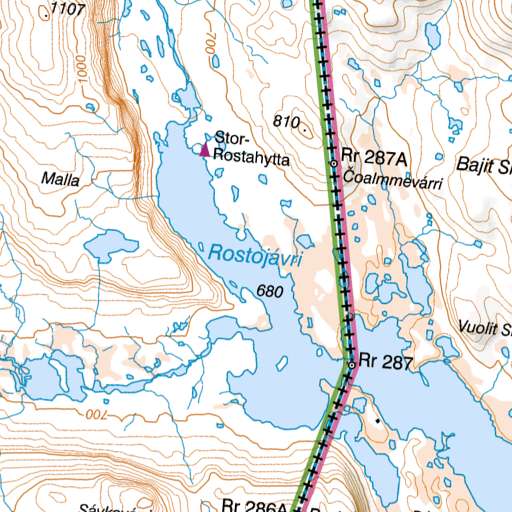 1107
700
1000
810
Stor-
Rostahytta
Rr 287A
Čoalmmevárri
Bajit
Malla
Rostojávri
680
Vuolit
Rr 287
700
Rr 286A